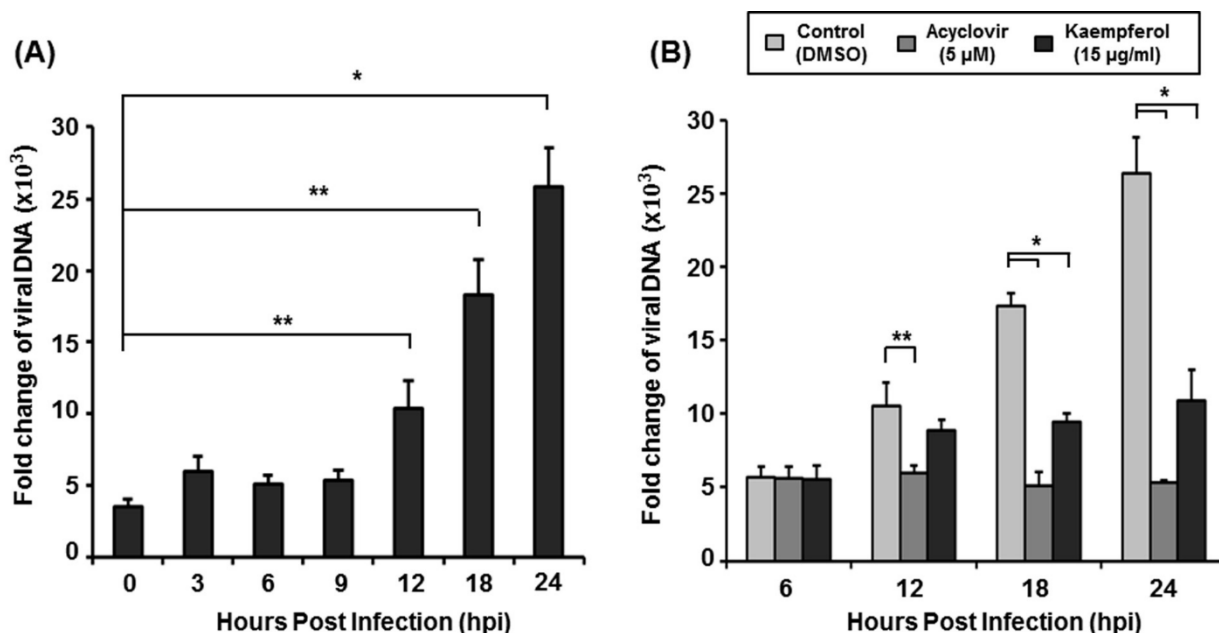 (A)
Fold change of viral DNA (x10³)
30
25
20
15
10
5
0
*
**
**
0 3 6 9 12 18 24
Hours Post Infection (hpi)
(B)
Control (DMSO)
Acyclovir (5 µM)
Kaempferol (15 µg/ml)
Fold change of viral DNA (x10³)
30
25
20
15
10
5
0
**
*
*
6 12 18 24
Hours Post Infection (hpi)